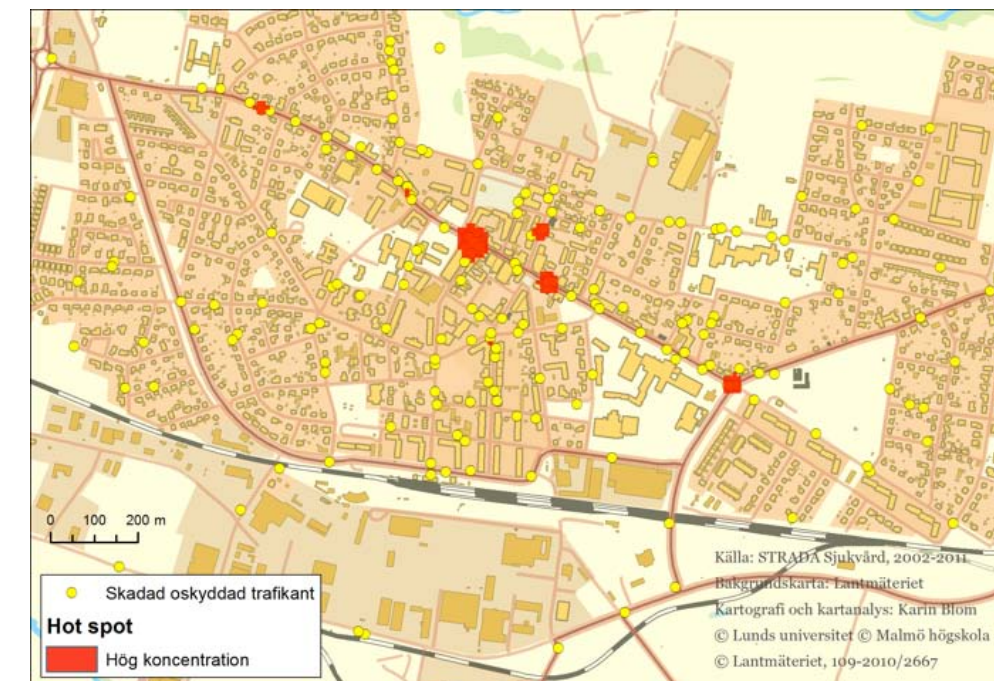 0 100 200 m
Skadad oskyddad trafikant
Hot spot
Hög koncentration
Källa: STRADA Sjukvård, 2002-2011
Bakgrundskarta: Lantmäteriet
Kartografi och kartanalys: Karin Blom
© Lunds universitet © Malmö högskola
© Lantmäteriet, 109-2010/2667